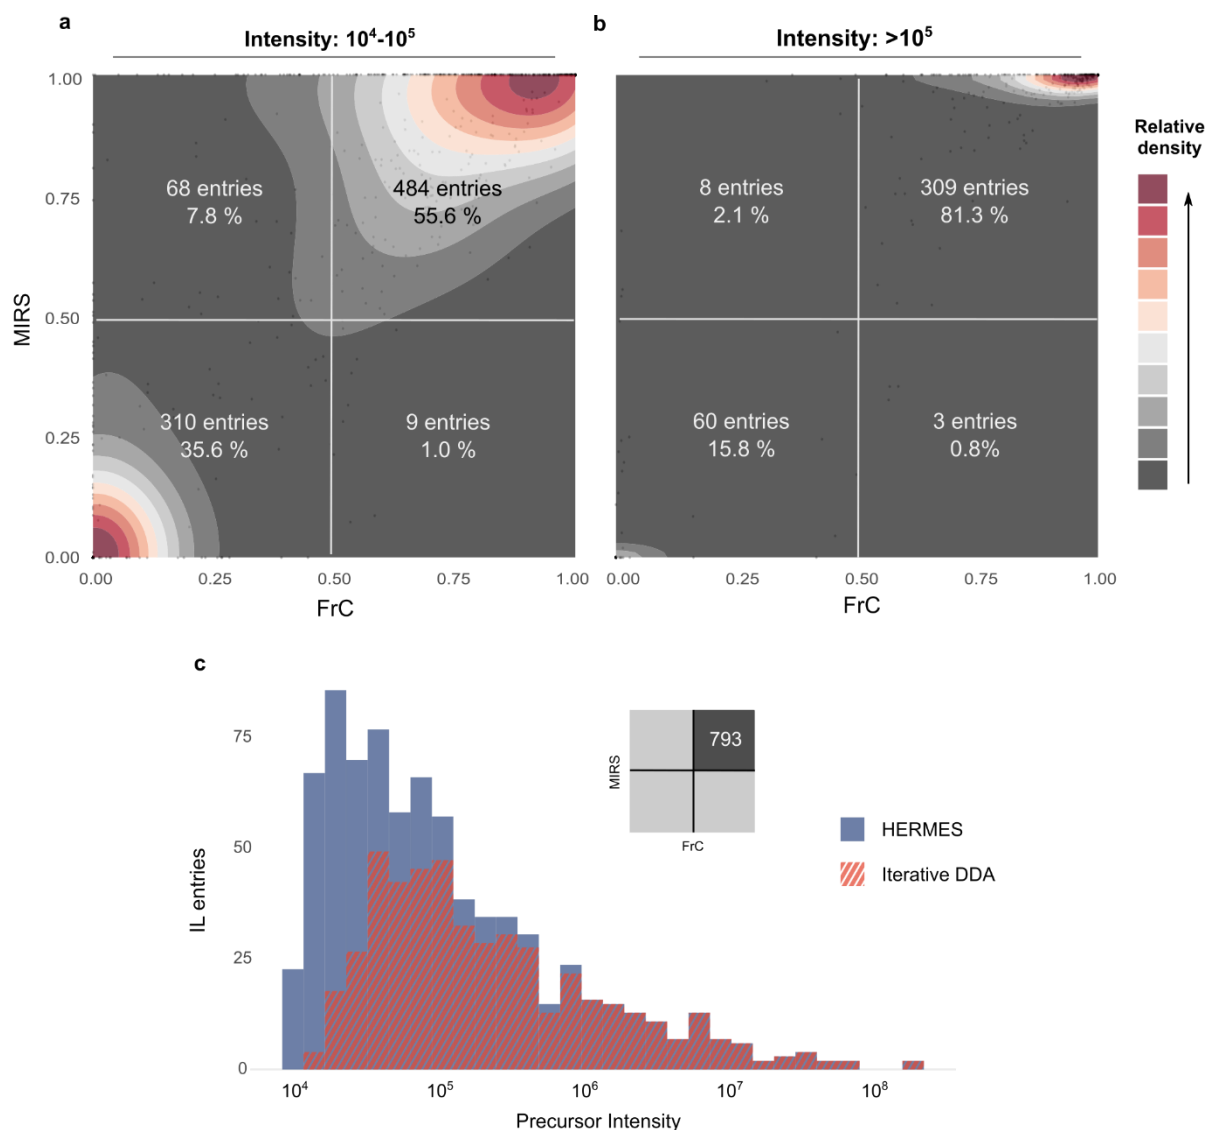 a
Intensity: 10⁴-10⁵
b
Intensity: >10⁵
1.00
0.75
0.50
0.25
0.00
MIRS
68 entries
7.8 %
484 entries
55.6 %
310 entries
35.6 %
9 entries
1.0 %
0.00
0.25
0.50
0.75
1.00
FrC
8 entries
2.1 %
309 entries
81.3 %
60 entries
15.8 %
3 entries
0.8%
0.00
0.25
0.50
0.75
1.00
FrC
Relative
density
c
75
50
25
0
IL entries
10⁴
10⁵
10⁶
10⁷
10⁸
Precursor Intensity
793
MIRS
FrC
HERMES
Iterative DDA